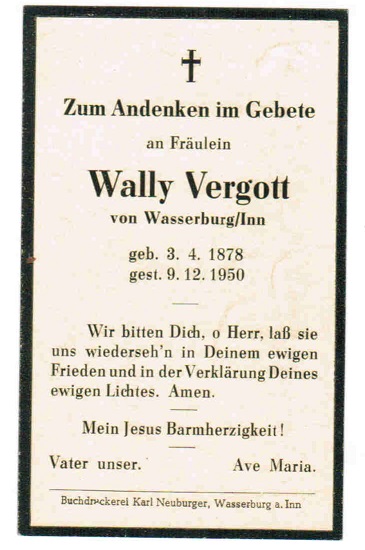 Zum Andenken im Gebete
an Fräulein
Wally Vergott
von Wasserburg/Inn
geb. 3. 4. 1878
gest. 9. 12. 1950
Wir bitten Dich, o Herr, laß sie
uns wiederseh'n in Deinem ewigen
Frieden und in der Verklärung Deines
ewigen Lichtes. Amen.
Mein Jesus Barmherzigkeit!
Vater unser. Ave Maria.
Buchdruckerei Karl Neuburger, Wasserburg a. Inn